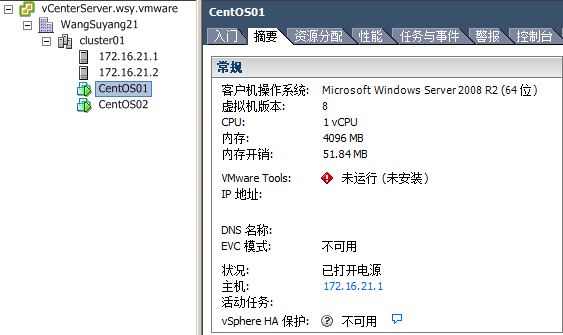 vCenterServer.wsy.vmware
WangSuyang21
cluster01
172.16.21.1
172.16.21.2
CentOS01
CentOS02
CentOS01
入门 摘要 资源分配 性能 任务与事件 警报 控制台
常规
客户机操作系统: Microsoft Windows Server 2008 R2 (64 位)
虚拟机版本: 8
CPU: 1 vCPU
内存: 4096 MB
内存开销: 51.84 MB
VMware Tools: 未运行 (未安装)
IP 地址:
DNS 名称:
EVC 模式: 不可用
状况: 已打开电源
主机: 172.16.21.1
活动任务:
vSphere HA 保护: 不可用